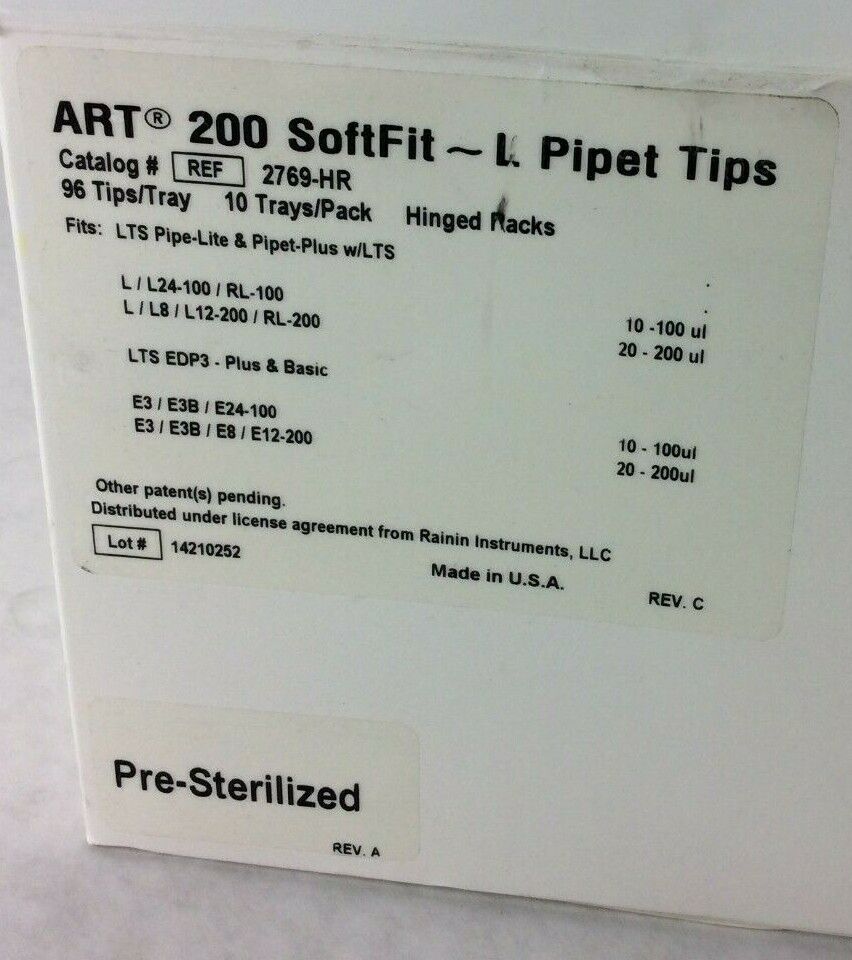 ART® 200 SoftFit ~ L Pipet Tips
Catalog # REF 2769-HR
96 Tips/Tray 10 Trays/Pack Hinged Racks
Fits: LTS Pipe-Lite & Pipet-Plus w/LTS
L / L24-100 / RL-100 10 -100 ul
L / L8 / L12-200 / RL-200 20 - 200 ul
LTS EDP3 - Plus & Basic
E3 / E3B / E24-100 10 - 100ul
E3 / E3B / E8 / E12-200 20 - 200ul
Other patent(s) pending.
Distributed under license agreement from Rainin Instruments, LLC
Lot # 14210252
Made in U.S.A.
REV. C
Pre-Sterilized
REV. A